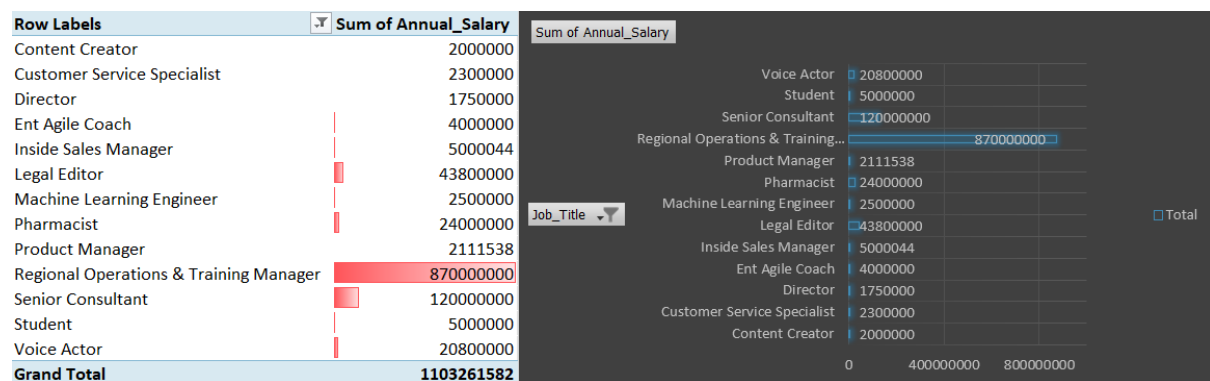 Row Labels Sum of Annual_Salary
Content Creator 2000000
Customer Service Specialist 2300000
Director 1750000
Ent Agile Coach 4000000
Inside Sales Manager 5000044
Legal Editor 43800000
Machine Learning Engineer 2500000
Pharmacist 24000000
Product Manager 2111538
Regional Operations & Training Manager 870000000
Senior Consultant 120000000
Student 5000000
Voice Actor 20800000
Grand Total 1103261582
Sum of Annual_Salary
Voice Actor 20800000
Student 5000000
Senior Consultant 120000000
Regional Operations & Training... 870000000
Product Manager 2111538
Pharmacist 24000000
Machine Learning Engineer 2500000
Legal Editor 43800000
Inside Sales Manager 5000044
Ent Agile Coach 4000000
Director 1750000
Customer Service Specialist 2300000
Content Creator 2000000
0 400000000 800000000
Job_Title
Total